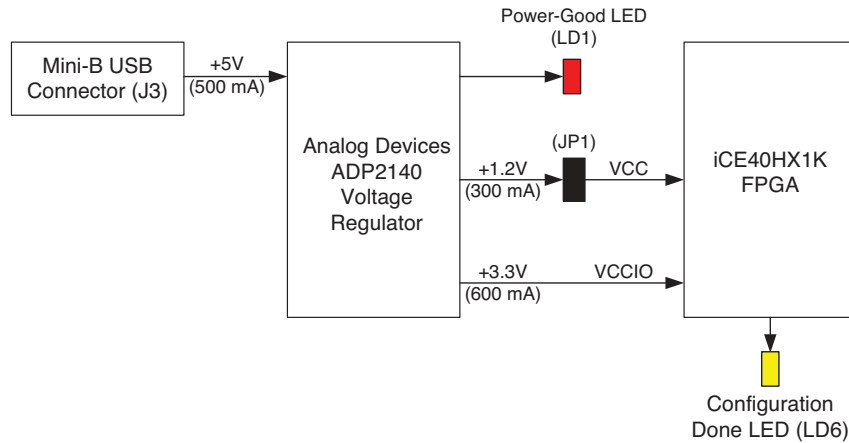 Power-Good LED
(LD1)
Mini-B USB
Connector (J3)
+5V
(500 mA)
Analog Devices
ADP2140
Voltage
Regulator
(JP1)
+1.2V
(300 mA)
VCC
iCE40HX1K
FPGA
+3.3V
(600 mA)
VCCIO
Configuration
Done LED (LD6)